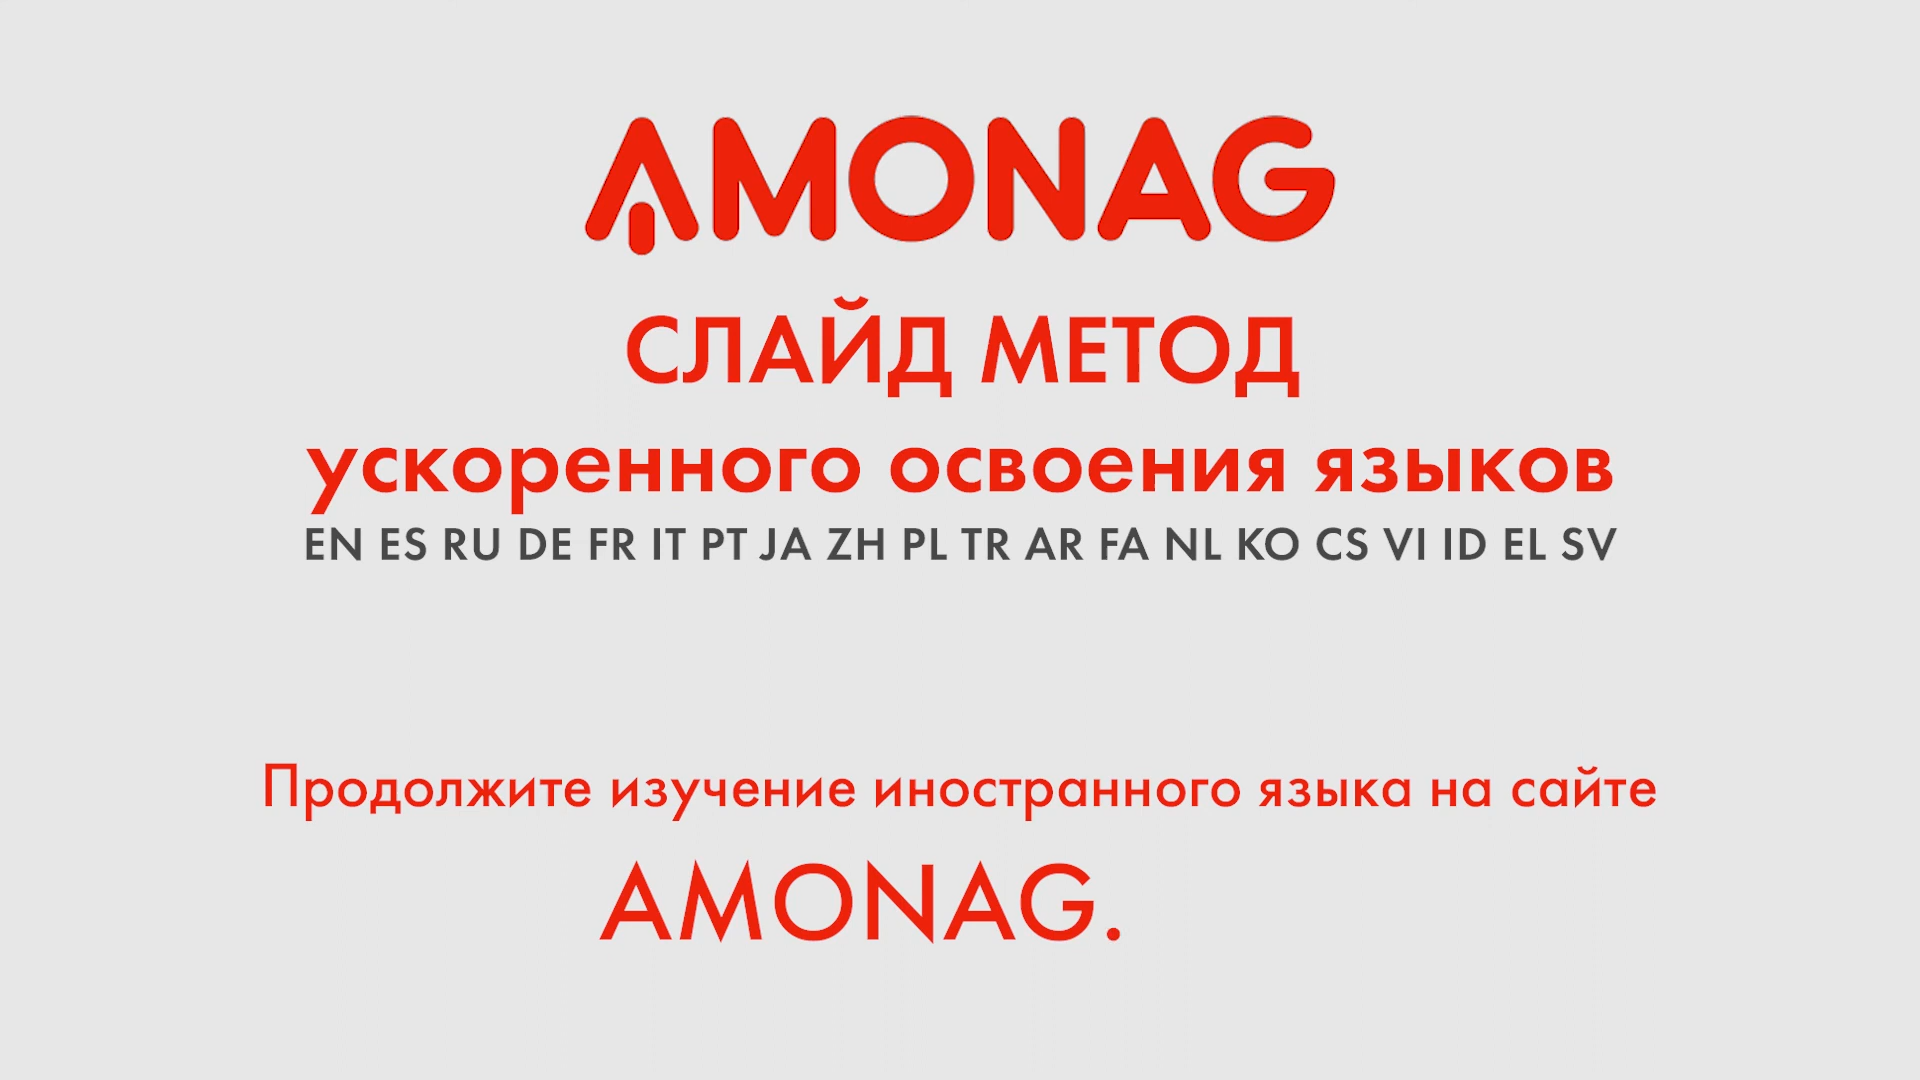 AMONAG
СЛАЙД МЕТОД
ускоренного освоения языков
EN ES RU DE FR IT PT JA ZH PL TR AR FA NL KO CS VI ID EL SV
Продолжите изучение иностранного языка на сайте
AMONAG.